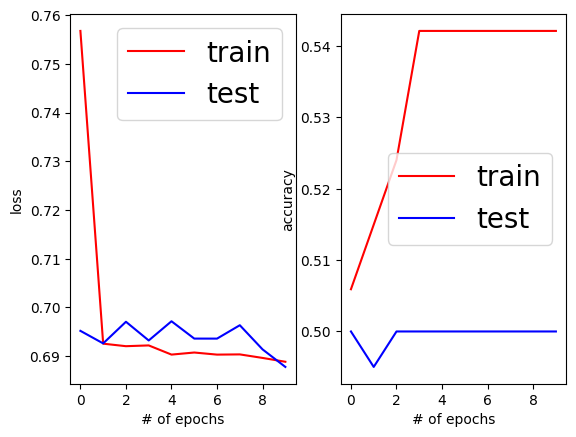 0.76
0.75
0.74
0.73
0.72
0.71
0.70
0.69
loss
0 2 4 6 8
# of epochs
train
test
0.54
0.53
0.52
0.51
0.50
accuracy
0 2 4 6 8
# of epochs
train
test